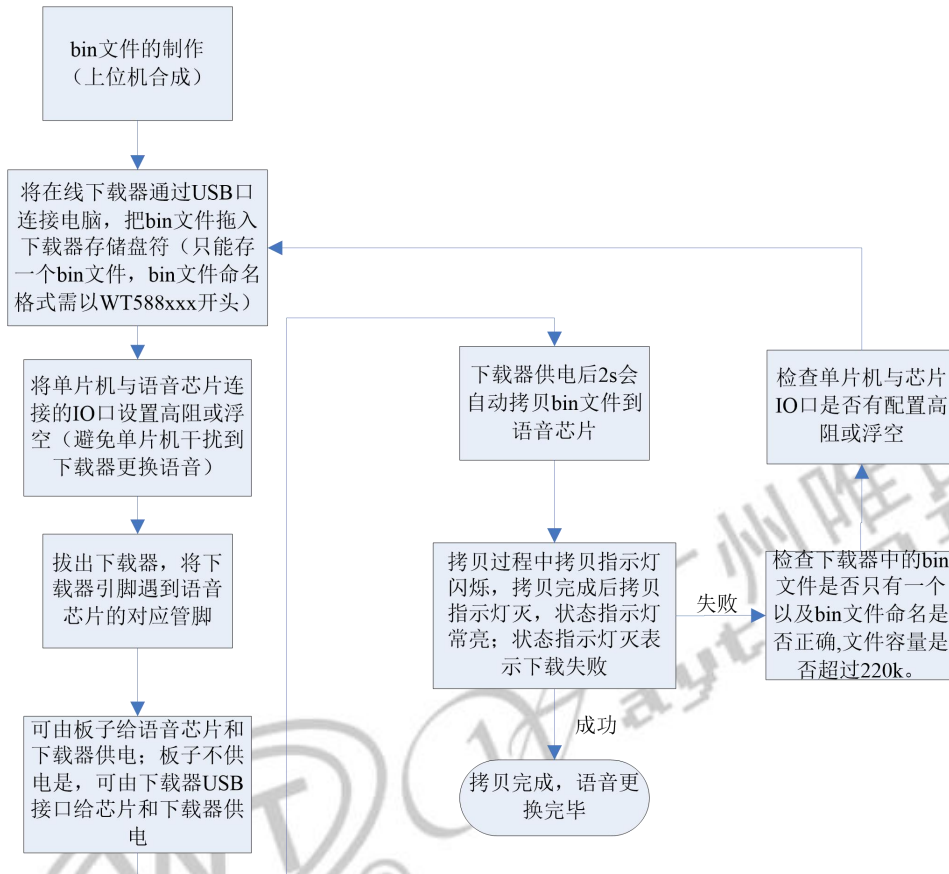 bin文件的制作
（上位机合成）
将在线下载器通过USB口
连接电脑，把bin文件拖入
下载器存储盘符（只能存
一个bin文件，bin文件命名
格式需以WT588xxx开头）
将单片机与语音芯片连
接的IO口设置高阻或浮
空（避免单片机干扰到
下载器更换语音）
拔出下载器，将下
载器引脚遇到语音
芯片的对应管脚
可由板子给语音芯片和
下载器供电；板子不供
电是，可由下载器USB
接口给芯片和下载器供
电
下载器供电后2s会
自动拷贝bin文件到
语音芯片
拷贝过程中拷贝指示灯
闪烁，拷贝完成后拷贝
指示灯灭，状态指示灯
常亮；状态指示灯灭表
示下载失败
失败
成功
拷贝完成，语音更
换完毕
检查下载器中的bin
文件是否只有一个
以及bin文件命名是
否正确,文件容量是
否超过220k。
检查单片机与芯片
IO口是否有配置高
阻或浮空
州唯